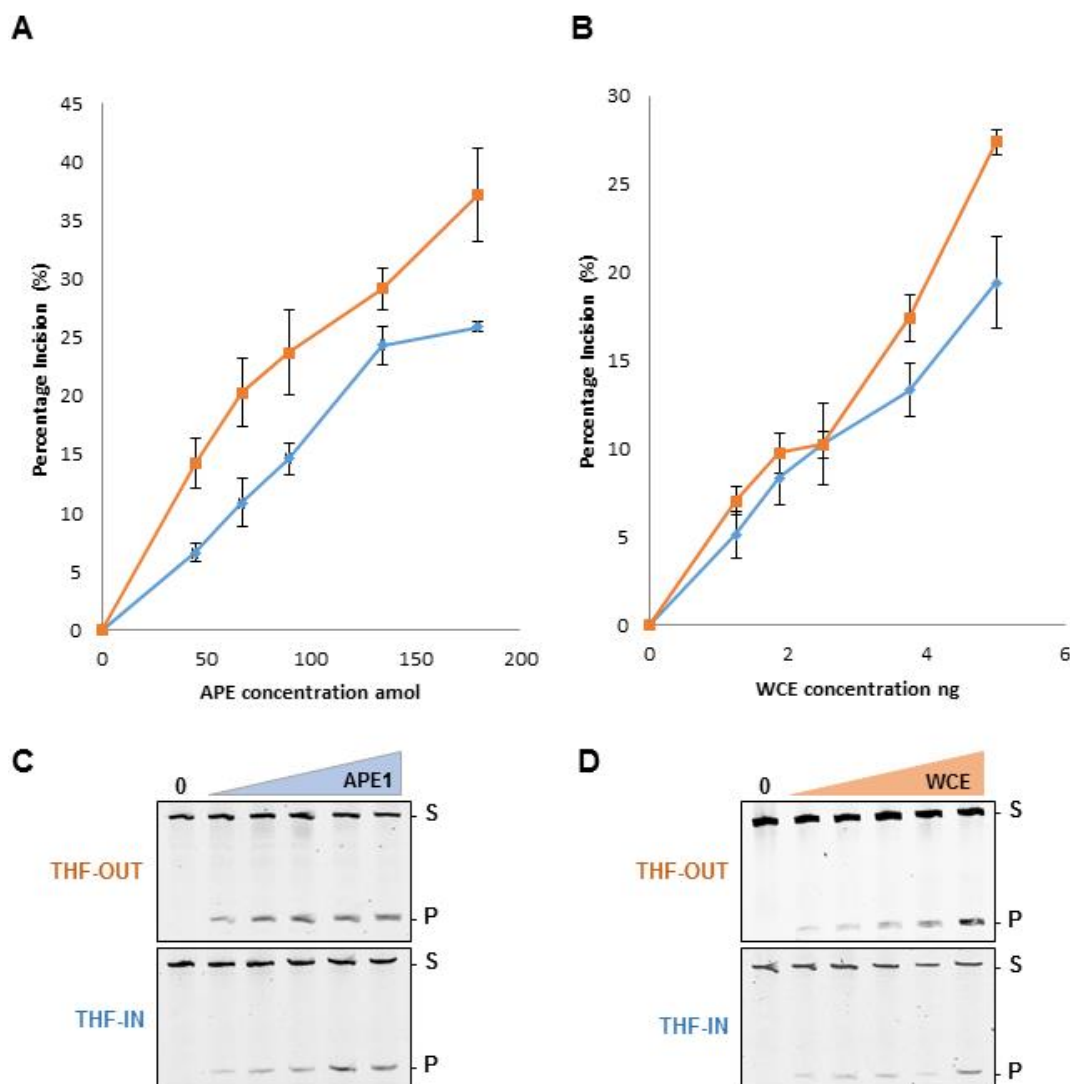 A
B
45
40
35
30
25
20
15
10
5
0
Percentage Incision (%)
0 50 100 150 200
APE concentration amol
30
25
20
15
10
5
0
Percentage Incision (%)
0 2 4 6
WCE concentration ng
C
0 APE1
THF-OUT
S
P
THF-IN
S
P
D
0 WCE
THF-OUT
S
P
THF-IN
S
P